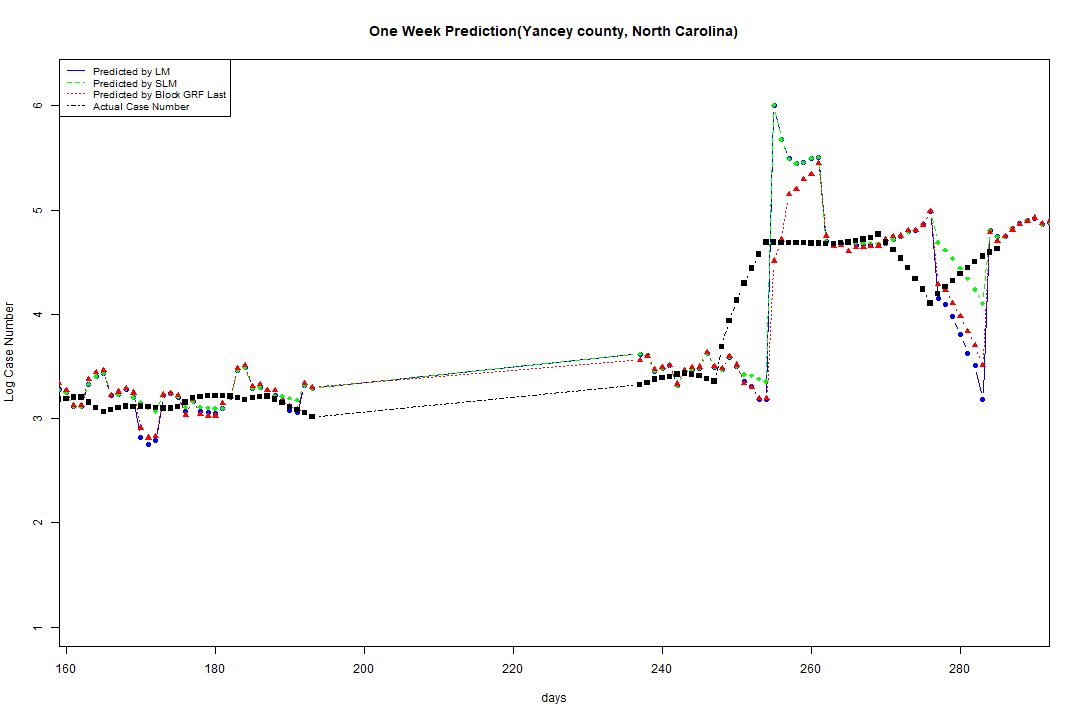 One Week Prediction(Yancey county, North Carolina)
Predicted by LM
Predicted by SLM
Predicted by Block GRF Last
Actual Case Number
Log Case Number
6
5
4
3
2
1
160 180 200 220 240 260 280
days